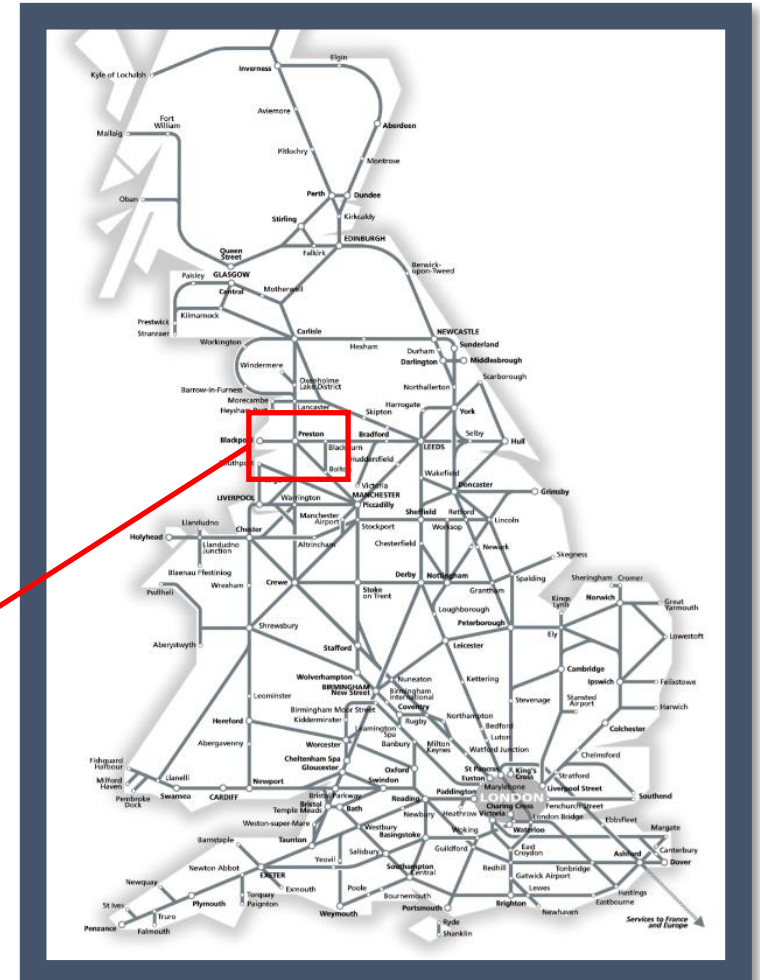 Elgin
Inverness
Kyle of Lochalsh
Aviemore
Fort
William
Mallaig
Aberdeen
Pitlochry
Montrose
Perth
Dundee
Oban
Stirling
Kirkcaldy
EDINBURGH
Falkirk
Queen
Street
GLASGOW
Central
Paisley
Motherwell
Berwick-
upon-Tweed
Kilmarnock
Prestwick
Stranraer
Carlisle
Workington
Hexham
NEWCASTLE
Sunderland
Durham
Darlington
Middlesbrough
Windermere
Oxenholme
Lake District
Northallerton
Scarborough
Barrow-in-Furness
Morecambe
Lancaster
Skipton
Harrogate
York
Preston
Bradford
LEEDS
Selby
Hull
Blackburn
Huddersfield
Bolton
Wakefield
Victoria
MANCHESTER
Piccadilly
Doncaster
Grimsby
LIVERPOOL
Warrington
Manchester
Airport
Stockport
Sheffield
Retford
Worksop
Lincoln
Llandudno
Holyhead
Llandudno
Junction
Chester
Altrincham
Chesterfield
Newark
Skegness
Blaenau Ffestiniog
Pwllheli
Wrexham
Crewe
Stoke
on Trent
Derby
Nottingham
Grantham
Spalding
Sheringham
Cromer
Kings
Lynn
Norwich
Great
Yarmouth
Loughborough
Peterborough
Ely
Lowestoft
Aberystwyth
Shrewsbury
Stafford
Leicester
Wolverhampton
BIRMINGHAM
New Street
Nuneaton
Birmingham
International
Kettering
Cambridge
Ipswich
Felixstowe
Leominster
Birmingham Moor Street
Kidderminster
Coventry
Rugby
Northampton
Stevenage
Stansted
Airport
Harwich
Hereford
Leamington
Spa
Bedford
Luton
Colchester
Abergavenny
Worcester
Banbury
Milton
Keynes
Watford Junction
Chelmsford
Cheltenham Spa
Gloucester
Oxford
St Pancras
Euston
King's
Cross
Stratford
Fishguard
Harbour
Milford
Haven
Pembroke
Dock
Llanelli
Swansea
CARDIFF
Newport
Swindon
Paddington
Marylebone
LONDON
Liverpool Street
Southend
Bristol Parkway
Bristol
Temple Meads
Bath
Reading
Newbury
Heathrow
Victoria
Charing Cross
Waterloo
Fenchurch Street
London Bridge
Ebbsfleet
Margate
Weston-super-Mare
Westbury
Basingstoke
Woking
Guildford
East
Croydon
Canterbury
Dover
Ashford
Barnstaple
Taunton
Yeovil
Salisbury
Southampton
Central
Redhill
Gatwick Airport
Tonbridge
Newton Abbot
EXETER
Exmouth
Poole
Bournemouth
Lewes
Hastings
Eastbourne
Newquay
St Ives
Truro
Plymouth
Torquay
Paignton
Weymouth
Portsmouth
Brighton
Newhaven
Penzance
Falmouth
Ryde
Shanklin
Services to France
and Europe